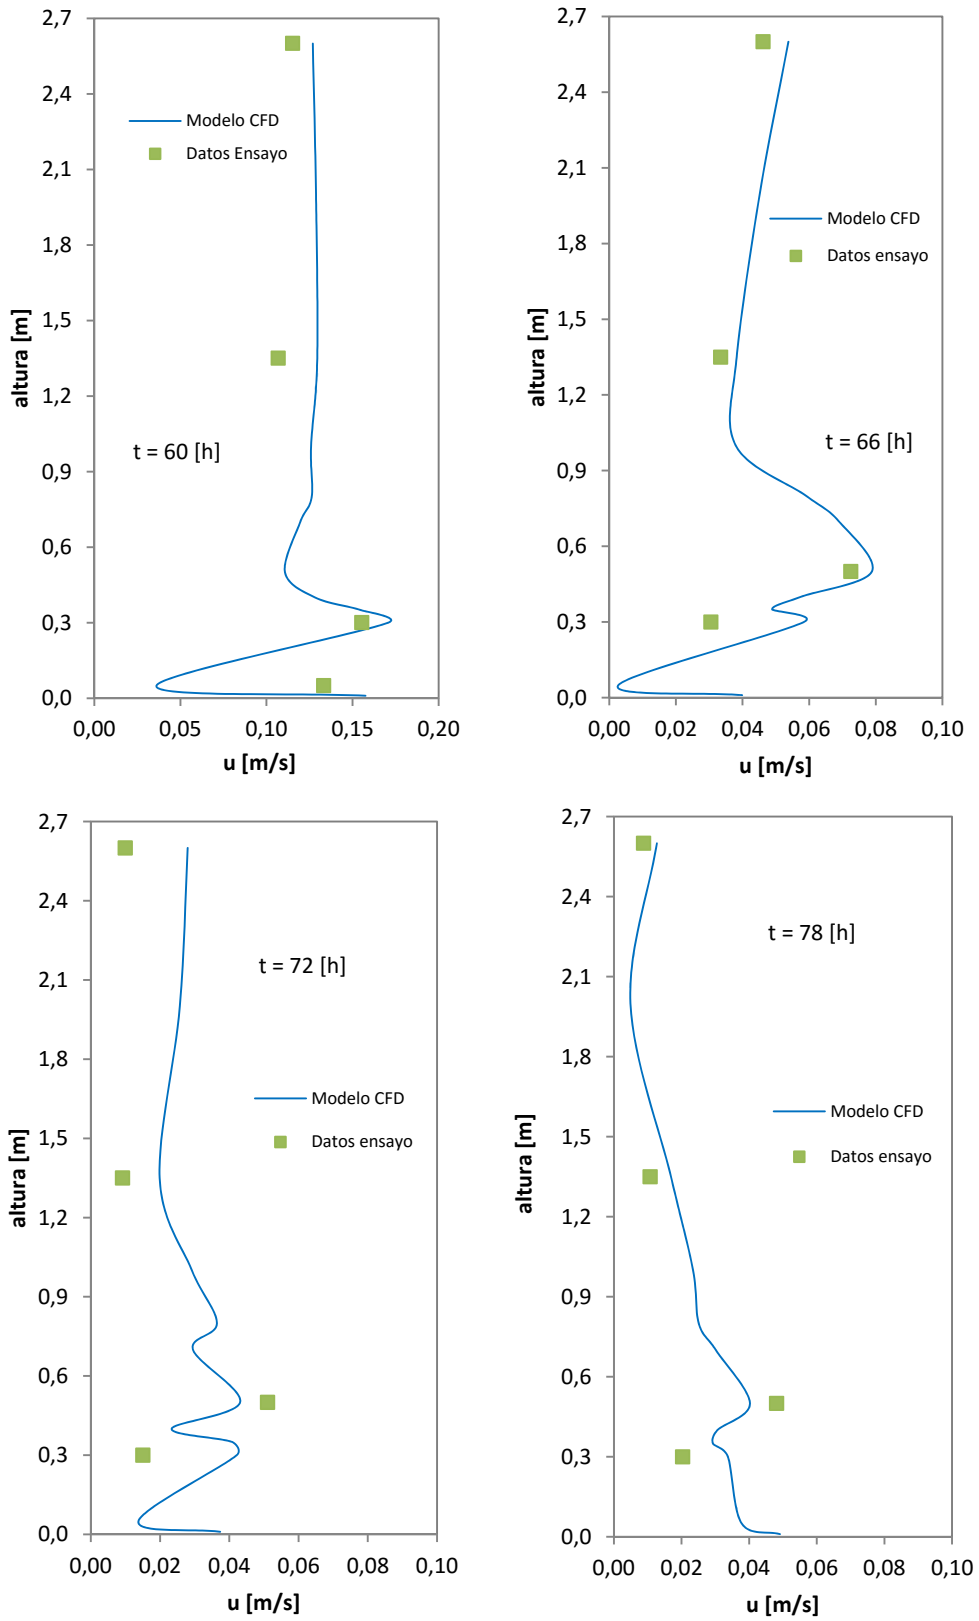 2,7
2,4
2,1
1,8
1,5
1,2
0,9
0,6
0,3
0,0
altura [m]
Modelo CFD
Datos Ensayo
t = 60 [h]
0,00 0,05 0,10 0,15 0,20
u [m/s]
2,7
2,4
2,1
1,8
1,5
1,2
0,9
0,6
0,3
0,0
altura [m]
Modelo CFD
Datos ensayo
t = 66 [h]
0,00 0,02 0,04 0,06 0,08 0,10
u [m/s]
2,7
2,4
2,1
1,8
1,5
1,2
0,9
0,6
0,3
0,0
altura [m]
t = 72 [h]
Modelo CFD
Datos ensayo
0,00 0,02 0,04 0,06 0,08 0,10
u [m/s]
2,7
2,4
2,1
1,8
1,5
1,2
0,9
0,6
0,3
0,0
altura [m]
t = 78 [h]
Modelo CFD
Datos ensayo
0,00 0,02 0,04 0,06 0,08 0,10
u [m/s]